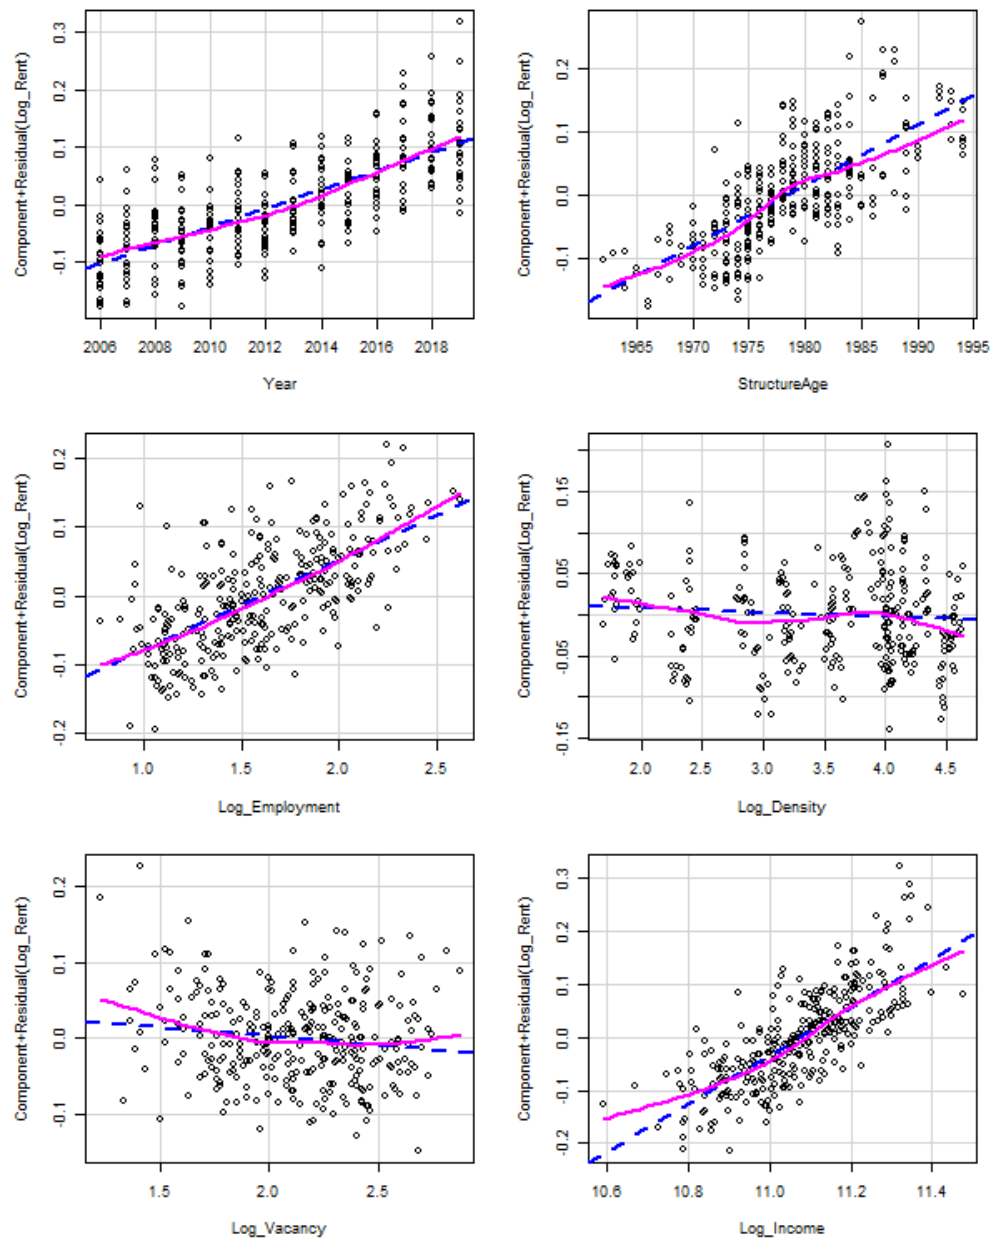 Component+Residual(Log_Rent)
0.3
0.2
0.1
0.0
-0.1
2006 2008 2010 2012 2014 2016 2018
Year
Component+Residual(Log_Rent)
0.2
0.1
0.0
-0.1
1965 1970 1975 1980 1985 1990 1995
StructureAge
Component+Residual(Log_Rent)
0.2
0.1
0.0
-0.1
-0.2
1.0 1.5 2.0 2.5
Log_Employment
Component+Residual(Log_Rent)
0.15
0.05
-0.05
-0.15
2.0 2.5 3.0 3.5 4.0 4.5
Log_Density
Component+Residual(Log_Rent)
0.2
0.1
0.0
-0.1
1.5 2.0 2.5
Log_Vacancy
Component+Residual(Log_Rent)
0.3
0.2
0.1
0.0
-0.1
-0.2
10.6 10.8 11.0 11.2 11.4
Log_Income